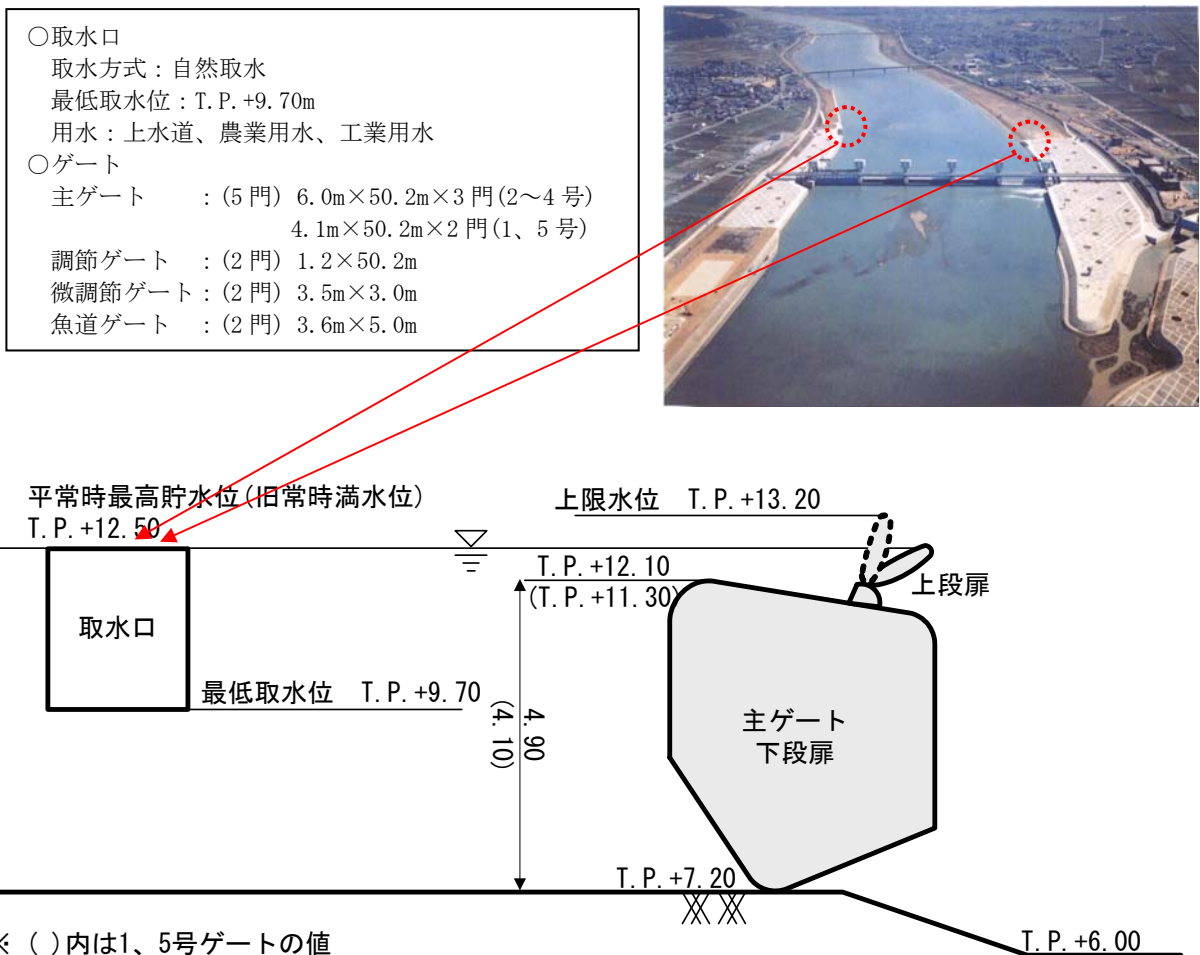 ○取水口
取水方式：自然取水
最低取水位：T.P.+9.70m
用水：上水道、農業用水、工業用水
○ゲート
主ゲート　　：(5門) 6.0m×50.2m×3門(2～4号)
4.1m×50.2m×2門(1、5号)
調節ゲート　：(2門) 1.2×50.2m
微調節ゲート：(2門) 3.5m×3.0m
魚道ゲート　：(2門) 3.6m×5.0m
平常時最高貯水位(旧常時満水位)
T.P.+12.50
上限水位　T.P.+13.20
T.P.+12.10
(T.P.+11.30)
上段扉
取水口
最低取水位　T.P.+9.70
4.90
(4.10)
主ゲート
下段扉
T.P.+7.20
※ ( )内は1、5号ゲートの値
T.P.+6.00